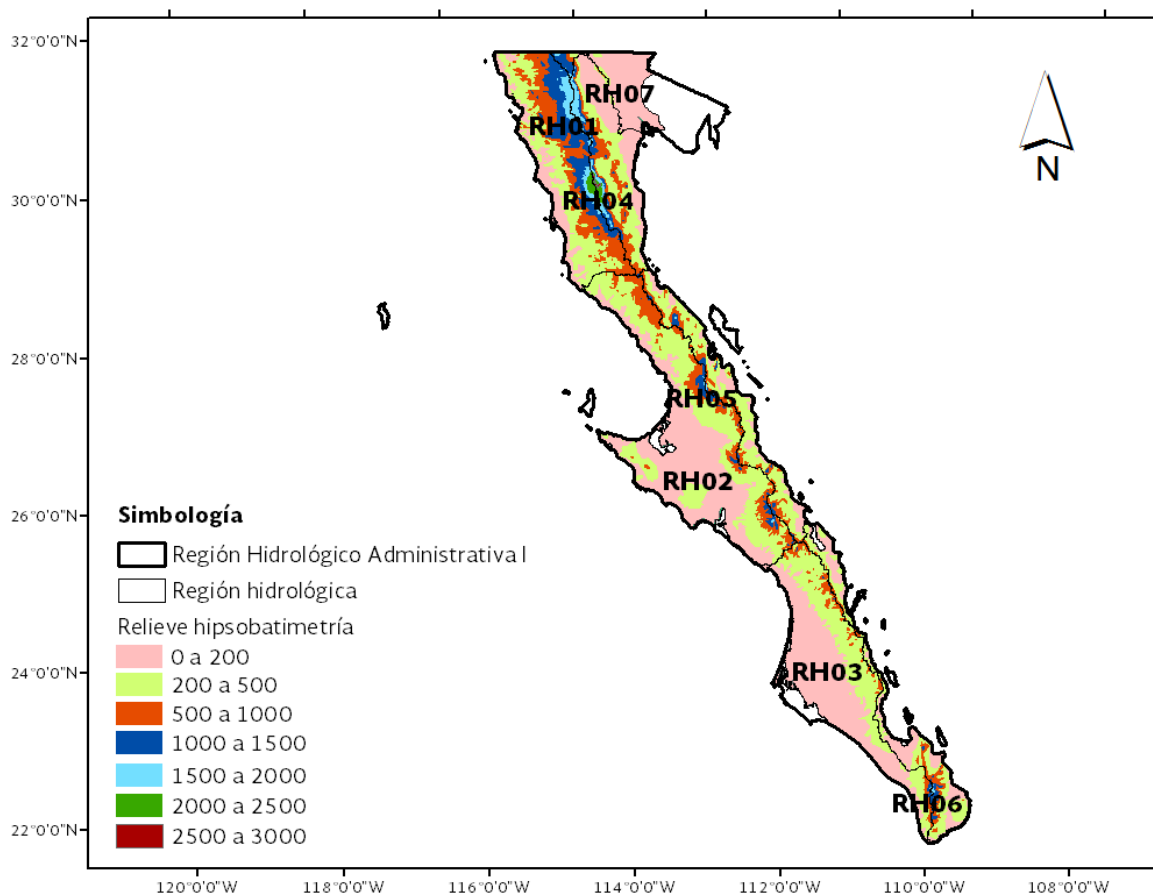 32°0'0"N
30°0'0"N
28°0'0"N
26°0'0"N
24°0'0"N
22°0'0"N
RH07
RH01
RH04
RH05
RH02
RH03
RH06
N
Simbología
Región Hidrológico Administrativa I
Región hidrológica
Relieve hipsobatimetría
0 a 200
200 a 500
500 a 1000
1000 a 1500
1500 a 2000
2000 a 2500
2500 a 3000
120°0'0"W
118°0'0"W
116°0'0"W
114°0'0"W
112°0'0"W
110°0'0"W
108°0'0"W